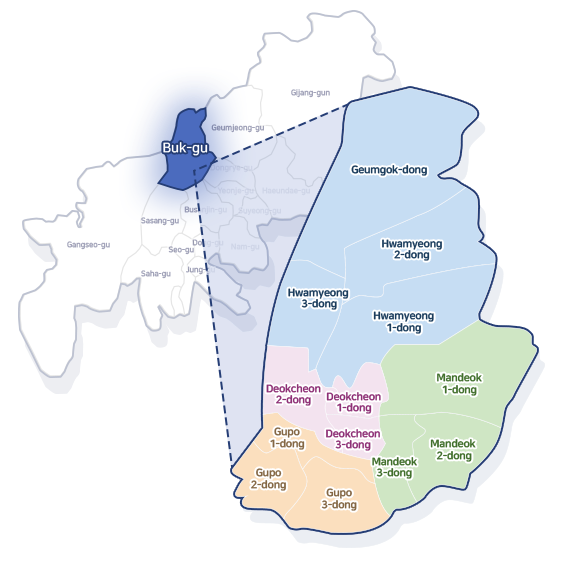 Gijang-gun
Geumjeong-gu
Buk-gu
Geumgok-dong
Haeundae-gu
Sasang-gu
Gangseo-gu
Hwamyeong
2-dong
Suyeong-gu
Nam-gu
Seo-gu
Saha-gu
Hwamyeong
3-dong
Hwamyeong
1-dong
Mandeok
1-dong
Deokcheon
2-dong
Deokcheon
1-dong
Gupo
1-dong
Deokcheon
3-dong
Mandeok
2-dong
Gupo
2-dong
Mandeok
3-dong
Gupo
3-dong